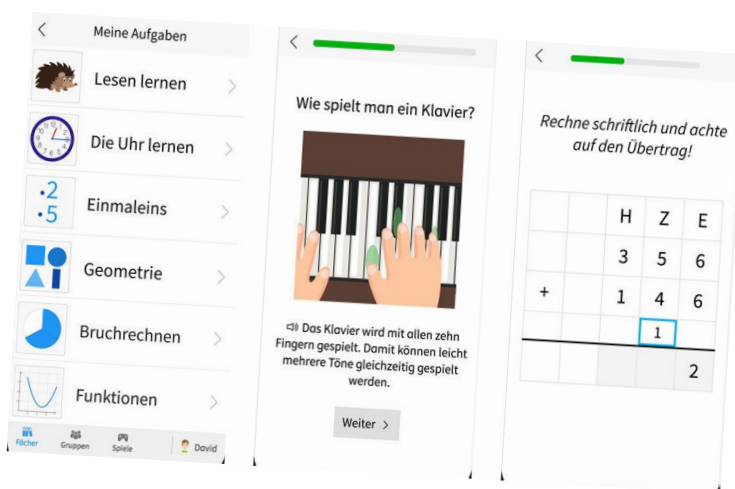 Meine Aufgaben
Lesen lernen
Die Uhr lernen
·2
·5
Einmaleins
Geometrie
Bruchrechnen
Funktionen
Fächer
Gruppen
Spiele
David
Wie spielt man ein Klavier?
Das Klavier wird mit allen zehn
Fingern gespielt. Damit können leicht
mehrere Töne gleichzeitig gespielt
werden.
Weiter >
Rechne schriftlich und achte
auf den Übertrag!
H Z E
3 5 6
+ 1 4 6
1
2